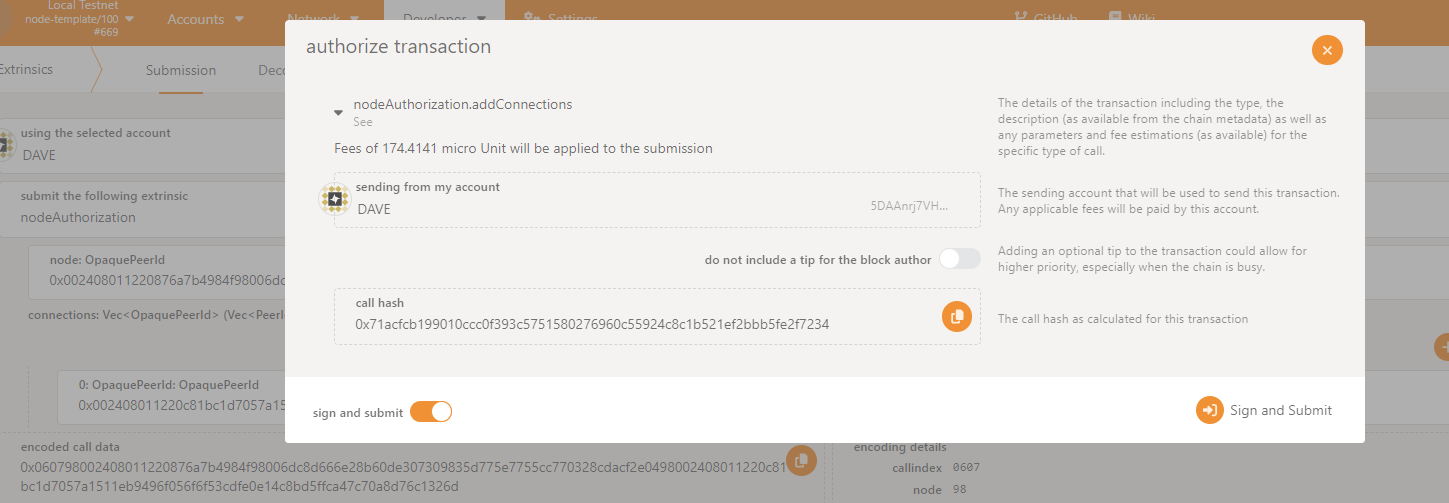 Local Testnet
node-template/100
#669
Accounts
Network
Developer
Settings
GitHub
Wiki
Extrinsics
Submission
Deco
authorize transaction
nodeAuthorization.addConnections
See
Fees of 174.4141 micro Unit will be applied to the submission
The details of the transaction including the type, the
description (as available from the chain metadata) as well as
any parameters and fee estimations (as available) for the
specific type of call.
using the selected account
DAVE
submit the following extrinsic
nodeAuthorization
sending from my account
DAVE
5DAAnrj7VH...
The sending account that will be used to send this transaction.
Any applicable fees will be paid by this account.
node: OpaquePeerId
0x002408011220876a7b4984f98006dc
do not include a tip for the block author
Adding an optional tip to the transaction could allow for
higher priority, especially when the chain is busy.
call hash
0x71acfcb199010ccc0f393c5751580276960c55924c8c1b521ef2bbb5fe2f7234
The call hash as calculated for this transaction
connections: Vec<OpaquePeerId> (Vec<PeerI
0: OpaquePeerId: OpaquePeerId
0x002408011220c81bc1d7057a15
sign and submit
Sign and Submit
encoded call data
0x060798002408011220876a7b4984f98006dc8d666e28b60de307309835d775e7755cc770328cdacf2e0498002408011220c81
bc1d7057a1511eb9496f056f6f53cdfe0e14c8bd5ffca47c70a8d76c1326d
encoding details
callindex 0607
node 98